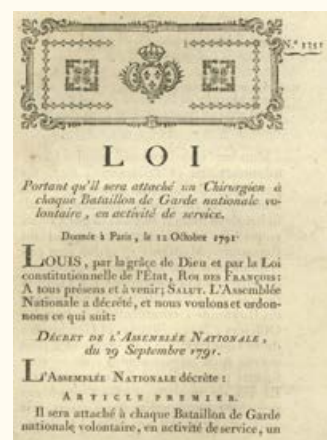 N.º 1351
LOI
Portant qu'il sera attaché un Chirurgien à
chaque Bataillon de Garde nationale vo-
lontaire, en activité de service.
Donnée à Paris, le 12 Octobre 1791.
LOUIS, par la grâce de Dieu et par la Loi
constitutionnelle de l'État, ROI DES FRANÇOIS:
A tous présens et à venir; SALUT. L'Assemblée
Nationale a décrété, et nous voulons et ordon-
nons ce qui suit:
DÉCRET DE L'ASSEMBLÉE NATIONALE,
du 29 Septembre 1791.
L'ASSEMBLÉE NATIONALE décrète:
ARTICLE PREMIER.
Il sera attaché à chaque Bataillon de Garde
nationale volontaire, en activité de service, un